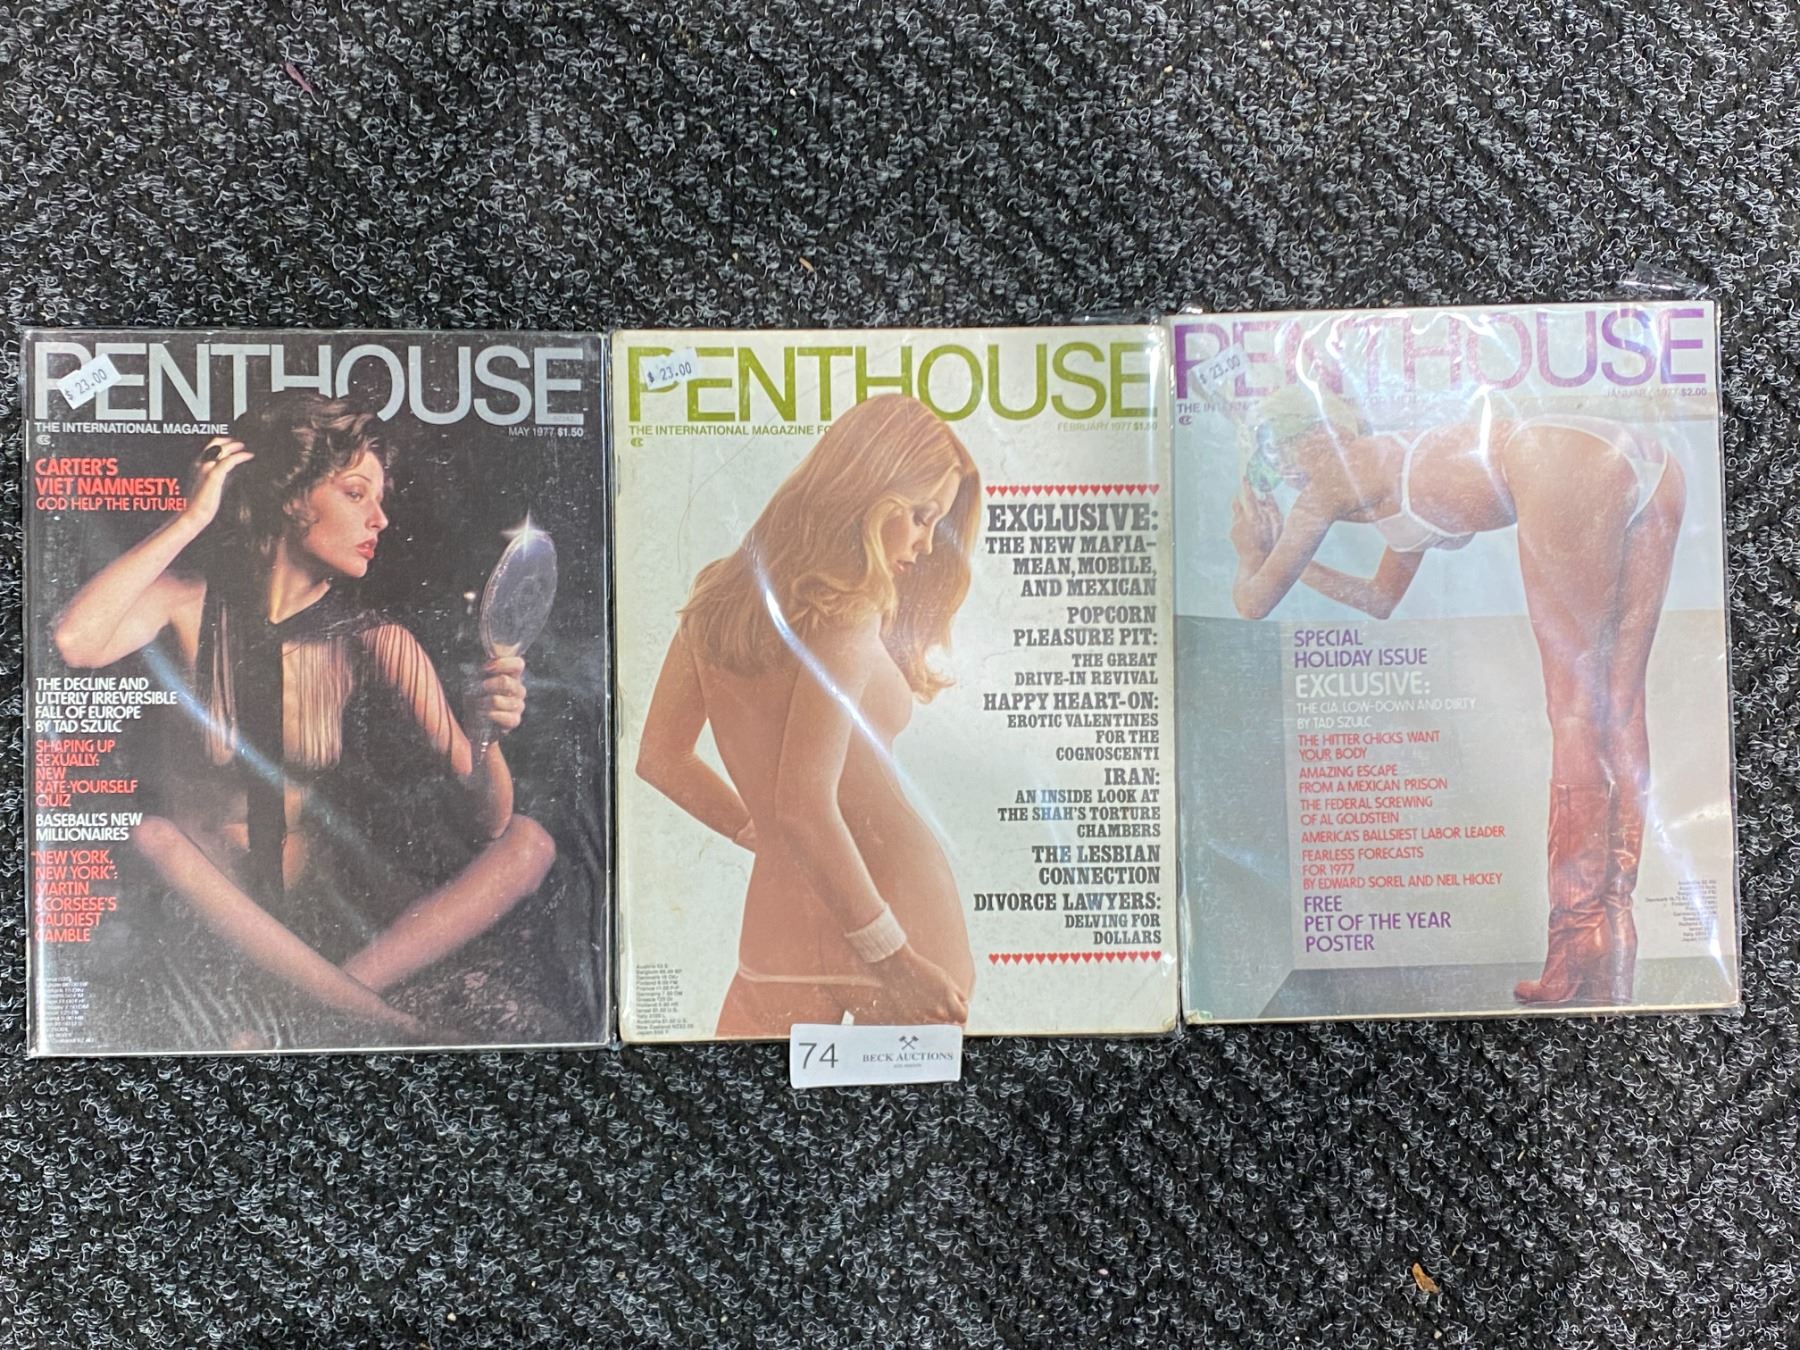 PENTHOUSE
$ 23.00
THE INTERNATIONAL MAGAZINE
MAY 1977 $1.50
CARTER'S
VIET NAMNESTY:
GOD HELP THE FUTURE!
THE DECLINE AND
UTTERLY IRREVERSIBLE
FALL OF EUROPE
BY TAD SZULC
SHAPING UP
SEXUALLY:
NEW
RATE-YOURSELF
QUIZ
BASEBALL'S NEW
MILLIONAIRES
"NEW YORK,
NEW YORK":
MARTIN
SCORSESE'S
GAUDIEST
GAMBLE
PENTHOUSE
$ 23.00
THE INTERNATIONAL MAGAZINE FO
FEBRUARY 1977 $1.50
EXCLUSIVE:
THE NEW MAFIA–
MEAN, MOBILE,
AND MEXICAN
POPCORN
PLEASURE PIT:
THE GREAT
DRIVE-IN REVIVAL
HAPPY HEART-ON:
EROTIC VALENTINES
FOR THE
COGNOSCENTI
IRAN:
AN INSIDE LOOK AT
THE SHAH'S TORTURE
CHAMBERS
THE LESBIAN
CONNECTION
DIVORCE LAWYERS:
DELVING FOR
DOLLARS
PENTHOUSE
$ 23.00
THE INTERN
JANUARY 1977 $2.00
SPECIAL
HOLIDAY ISSUE
EXCLUSIVE:
THE CIA, LOW-DOWN AND DIRTY
BY TAD SZULC
THE HITTER CHICKS WANT
YOUR BODY
AMAZING ESCAPE
FROM A MEXICAN PRISON
THE FEDERAL SCREWING
OF AL GOLDSTEIN
AMERICA'S BALLSIEST LABOR LEADER
FEARLESS FORECASTS
FOR 1977
BY EDWARD SOREL AND NEIL HICKEY
FREE
PET OF THE YEAR
POSTER
74
BECK AUCTIONS